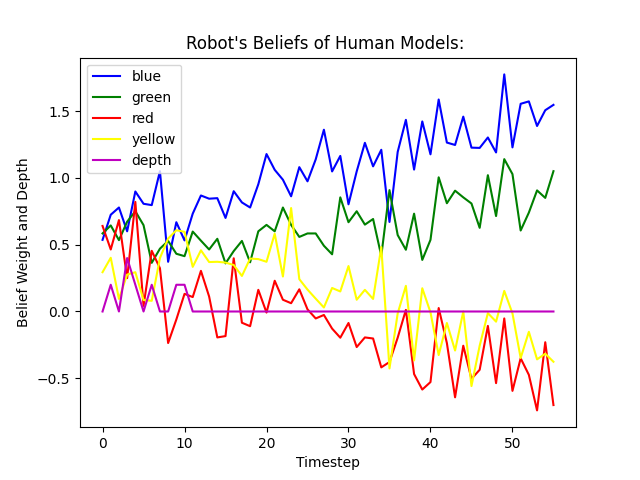 Robot's Beliefs of Human Models:
blue
green
red
yellow
depth
Belief Weight and Depth
1.5
1.0
0.5
0.0
−0.5
0
10
20
30
40
50
Timestep